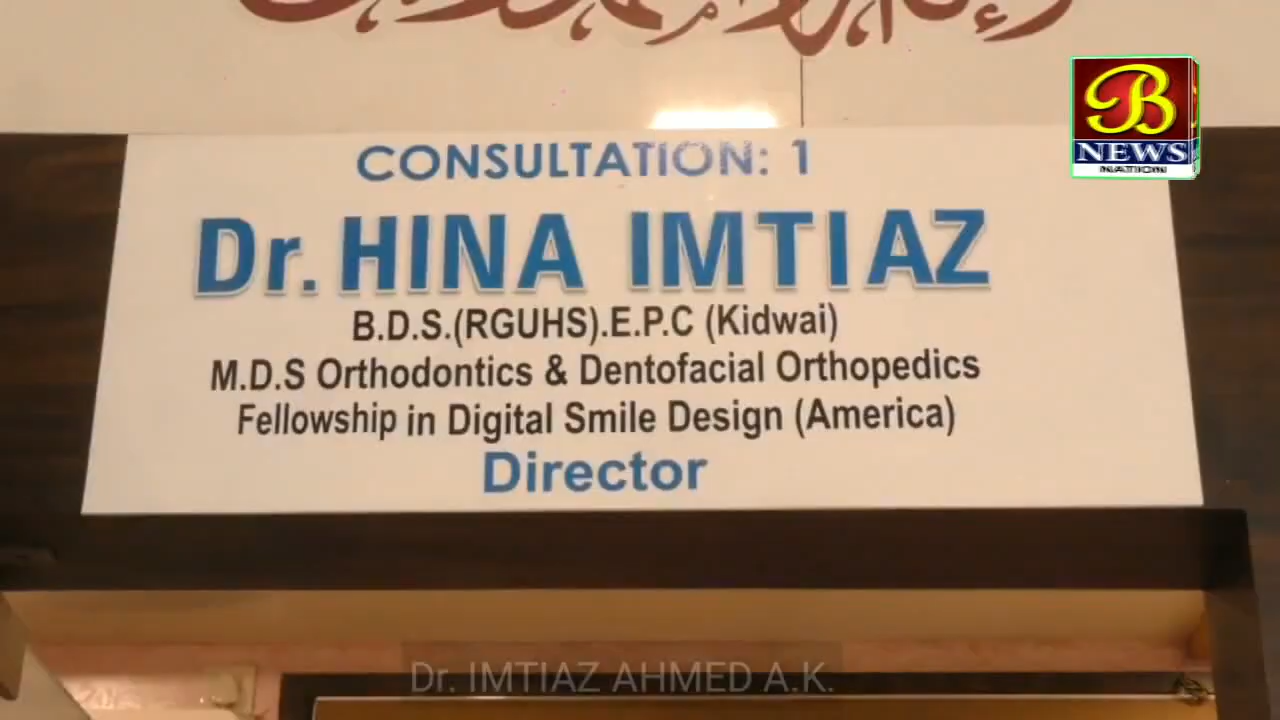 CONSULTATION: 1
Dr. HINA IMTIAZ
B.D.S.(RGUHS).E.P.C (Kidwai)
M.D.S Orthodontics & Dentofacial Orthopedics
Fellowship in Digital Smile Design (America)
Director
B
NEWS
NATION
Dr. IMTIAZ AHMED A.K.